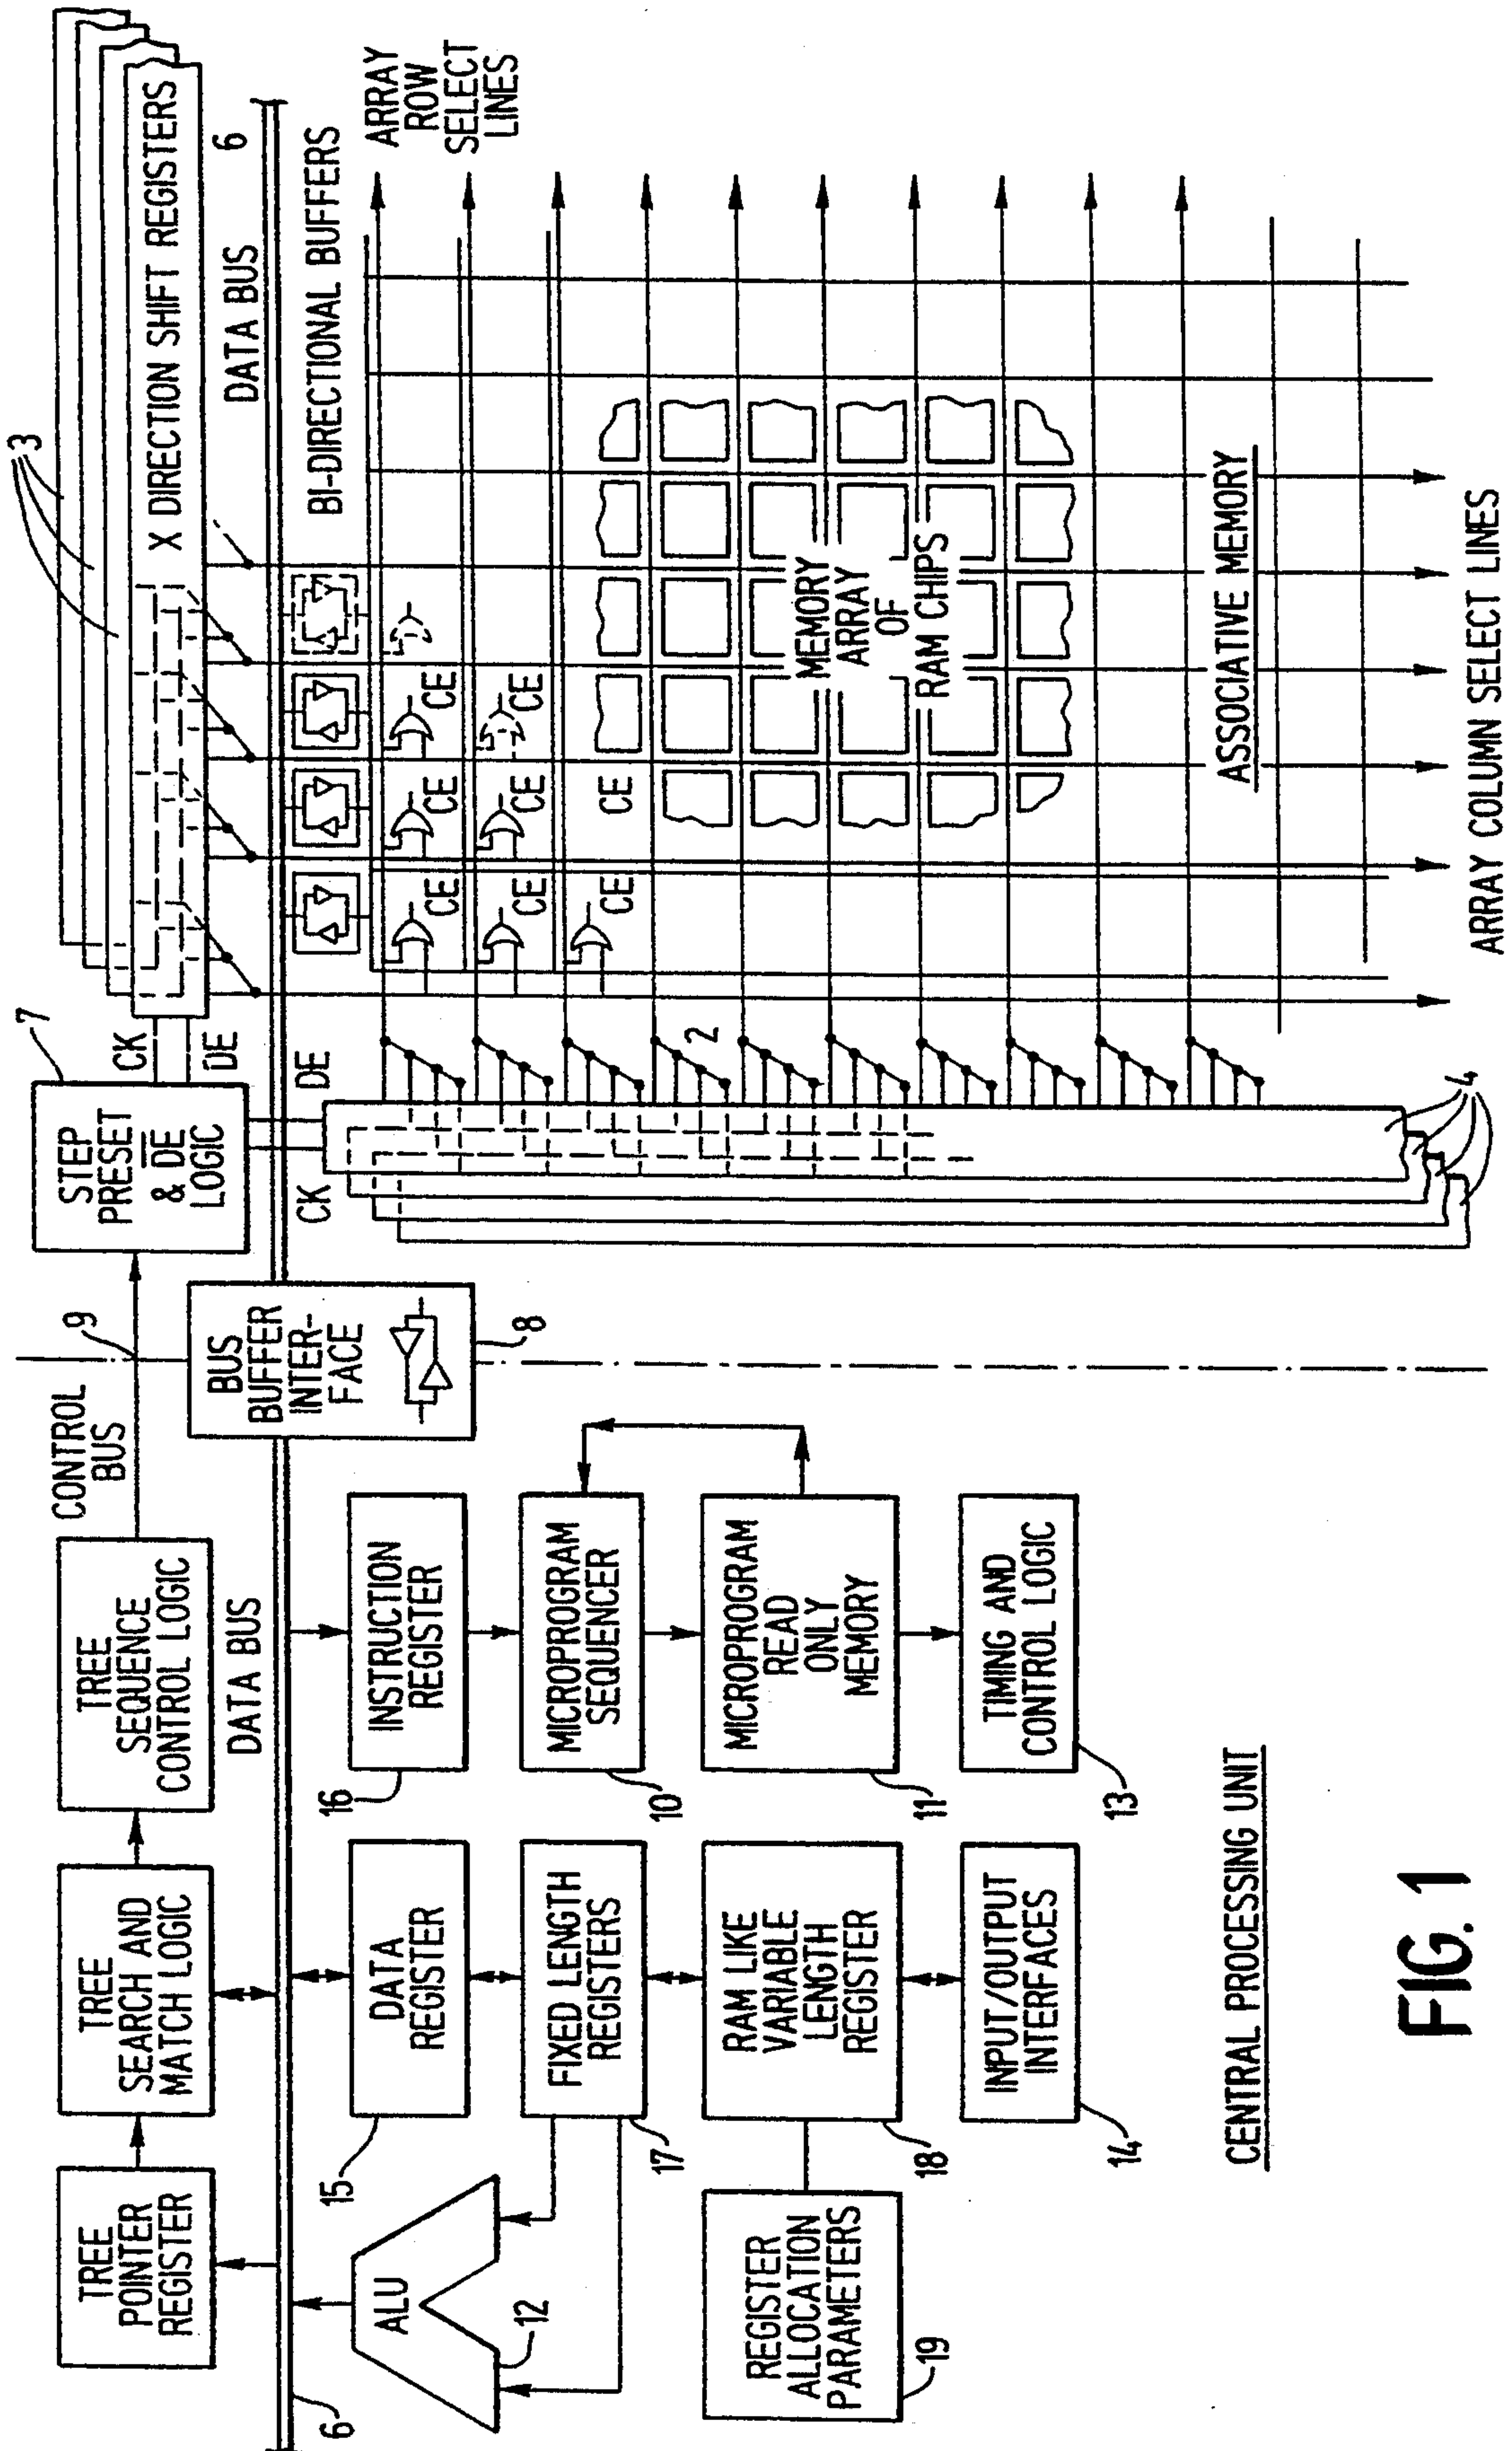 TREE
POINTER
REGISTER
TREE
SEARCH AND
MATCH LOGIC
TREE
SEQUENCE
CONTROL LOGIC
CONTROL
BUS
9
STEP
PRESET
& DE
LOGIC
7
CK
DE
3
X DIRECTION SHIFT REGISTERS
DATA BUS
6
DATA BUS
6
BUS
BUFFER
INTER-
FACE
8
CK
DE
BI-DIRECTIONAL BUFFERS
ALU
12
DATA
REGISTER
15
INSTRUCTION
REGISTER
16
FIXED LENGTH
REGISTERS
17
MICROPROGRAM
SEQUENCER
10
REGISTER
ALLOCATION
PARAMETERS
19
RAM LIKE
VARIABLE
LENGTH
REGISTER
18
MICROPROGRAM
READ
ONLY
MEMORY
11
INPUT/OUTPUT
INTERFACES
14
TIMING AND
CONTROL LOGIC
13
CENTRAL PROCESSING UNIT
ARRAY
ROW
SELECT
LINES
CE
CE
CE
CE
CE
CE
CE
CE
2
MEMORY
ARRAY
OF
RAM CHIPS
4
ASSOCIATIVE MEMORY
ARRAY COLUMN SELECT LINES
FIG. 1